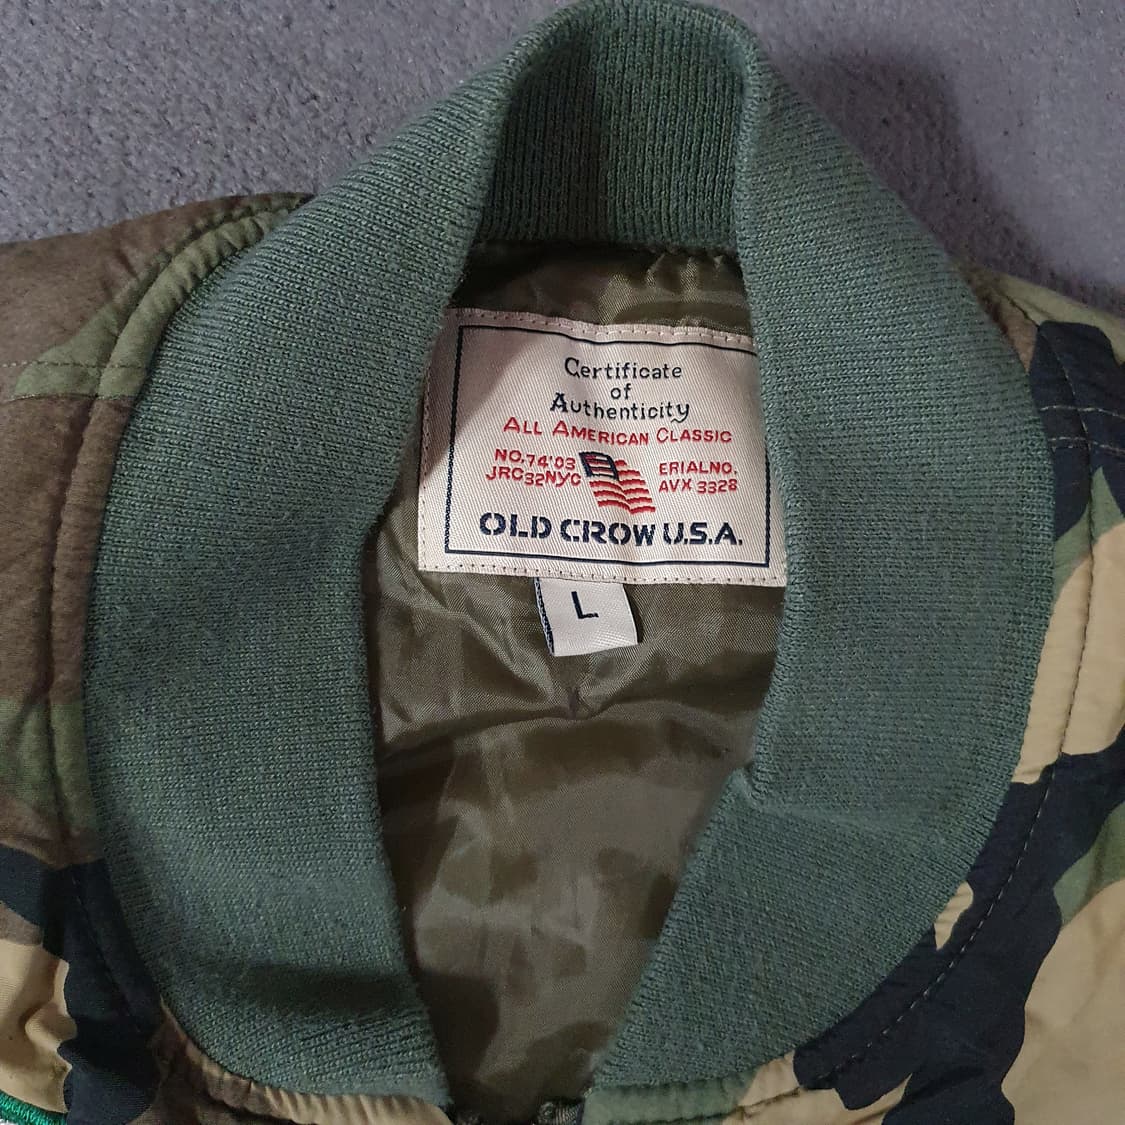 Certificate
of
Authenticity
ALL AMERICAN CLASSIC
NO.74'03
JRC32NYC
ERIALNO.
AVX 3328
OLD CROW U.S.A.
L